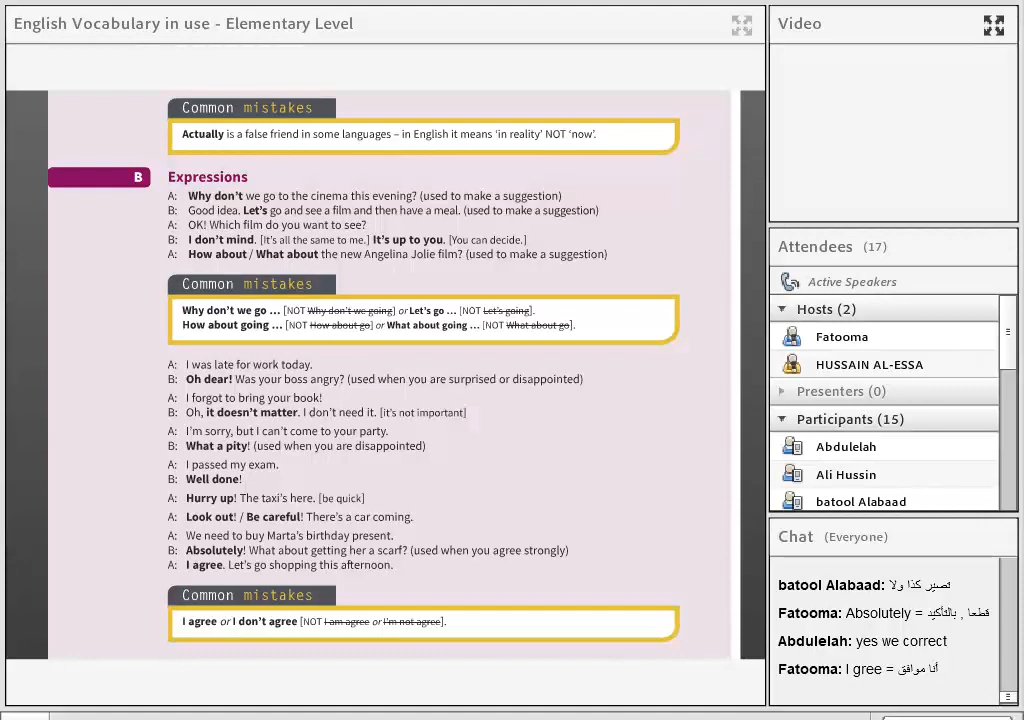 English Vocabulary in use - Elementary Level
Common mistakes
Actually is a false friend in some languages – in English it means 'in reality' NOT 'now'.
B
Expressions
A: Why don't we go to the cinema this evening? (used to make a suggestion)
B: Good idea. Let's go and see a film and then have a meal. (used to make a suggestion)
A: OK! Which film do you want to see?
B: I don't mind. [It's all the same to me.] It's up to you. [You can decide.]
A: How about / What about the new Angelina Jolie film? (used to make a suggestion)
Common mistakes
Why don't we go ... [NOT Why don't we going] or Let's go ... [NOT Let's going].
How about going ... [NOT How about go] or What about going ... [NOT What about go].
A: I was late for work today.
B: Oh dear! Was your boss angry? (used when you are surprised or disappointed)
A: I forgot to bring your book!
B: Oh, it doesn't matter. I don't need it. [it's not important]
A: I'm sorry, but I can't come to your party.
B: What a pity! (used when you are disappointed)
A: I passed my exam.
B: Well done!
A: Hurry up! The taxi's here. [be quick]
A: Look out! / Be careful! There's a car coming.
A: We need to buy Marta's birthday present.
B: Absolutely! What about getting her a scarf? (used when you agree strongly)
A: I agree. Let's go shopping this afternoon.
Common mistakes
I agree or I don't agree [NOT I am agree or I'm not agree].
Video
Attendees (17)
Active Speakers
Hosts (2)
Fatooma
HUSSAIN AL-ESSA
Presenters (0)
Participants (15)
Abdulelah
Ali Hussin
batool Alabaad
Chat (Everyone)
batool Alabaad: تصير كذا ولا
Fatooma: Absolutely = قطعا , بالتأكيد
Abdulelah: yes we correct
Fatooma: I gree = أنا موافق